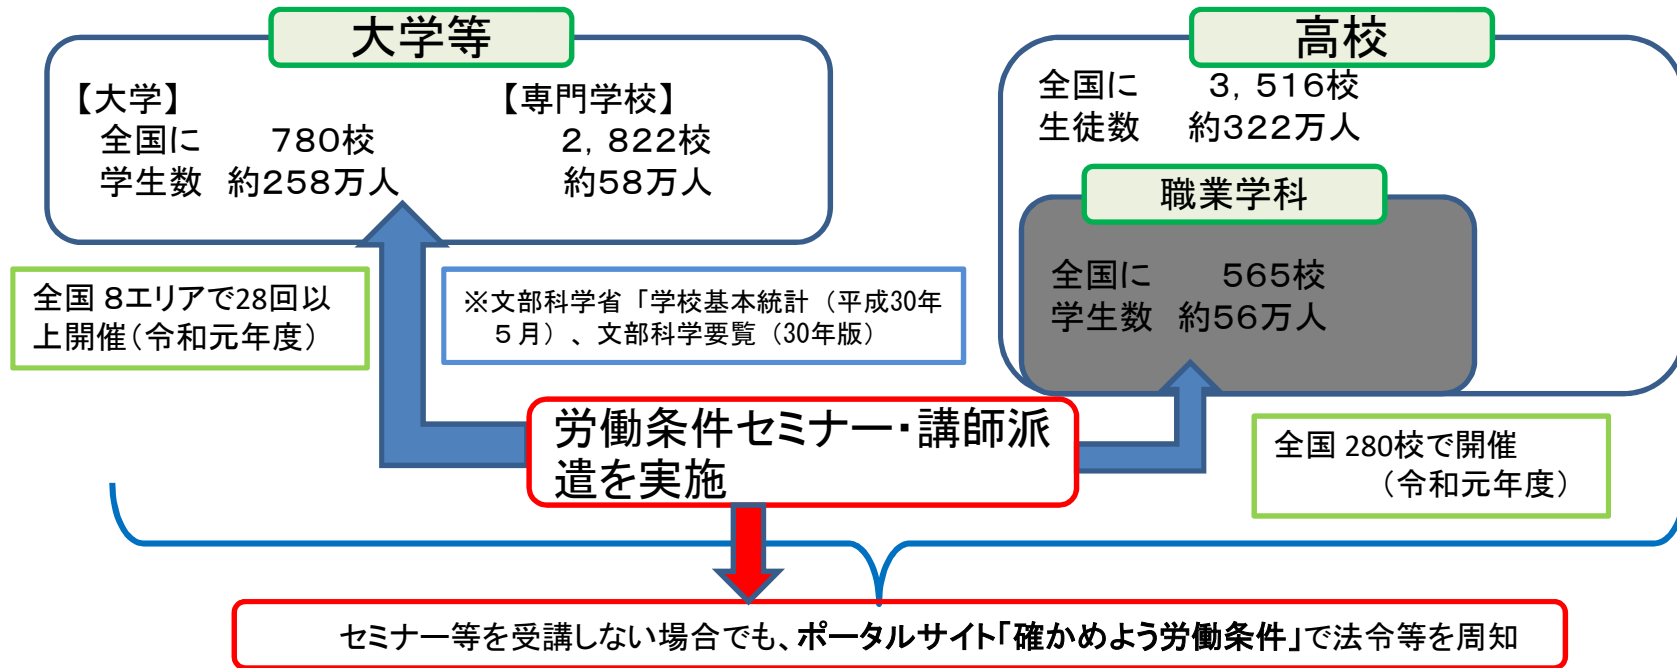 大学等
【大学】 【専門学校】
全国に 780校 2,822校
学生数 約258万人 約58万人
高校
全国に 3,516校
生徒数 約322万人
職業学科
全国に 565校
学生数 約56万人
全国 8エリアで28回以
上開催(令和元年度)
※文部科学省「学校基本統計(平成30年
5月)、文部科学要覧(30年版)
労働条件セミナー・講師派
遣を実施
全国 280校で開催
(令和元年度)
セミナー等を受講しない場合でも、ポータルサイト「確かめよう労働条件」で法令等を周知